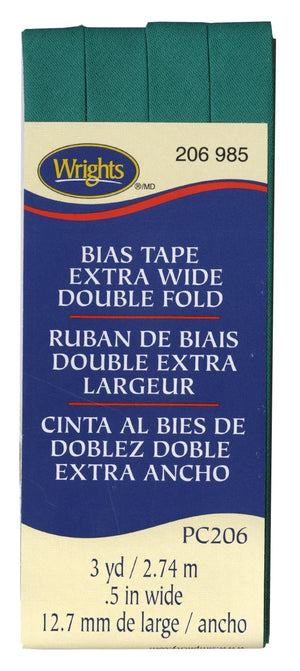 Wrights
®/MD
206 985
BIAS TAPE
EXTRA WIDE
DOUBLE FOLD
RUBAN DE BIAIS
DOUBLE EXTRA
LARGEUR
CINTA AL BIES DE
DOBLEZ DOBLE
EXTRA ANCHO
PC206
3 yd / 2.74 m
.5 in wide
12.7 mm de large / ancho